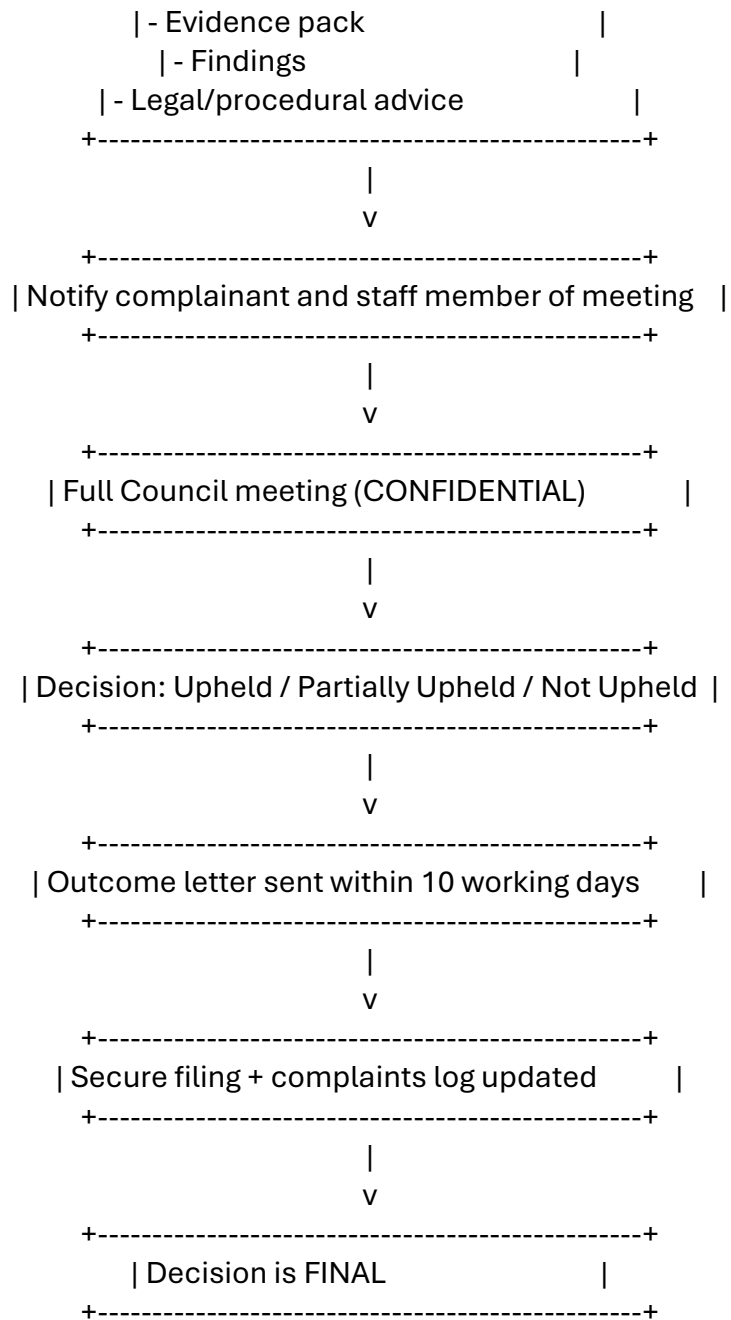 | - Evidence pack |
| - Findings |
| - Legal/procedural advice |
+--------------------------------------------------+
|
v
+--------------------------------------------------+
| Notify complainant and staff member of meeting |
+--------------------------------------------------+
|
v
+--------------------------------------------------+
| Full Council meeting (CONFIDENTIAL) |
+--------------------------------------------------+
|
v
+--------------------------------------------------+
| Decision: Upheld / Partially Upheld / Not Upheld |
+--------------------------------------------------+
|
v
+--------------------------------------------------+
| Outcome letter sent within 10 working days |
+--------------------------------------------------+
|
v
+--------------------------------------------------+
| Secure filing + complaints log updated |
+--------------------------------------------------+
|
v
+--------------------------------------------------+
| Decision is FINAL |
+--------------------------------------------------+